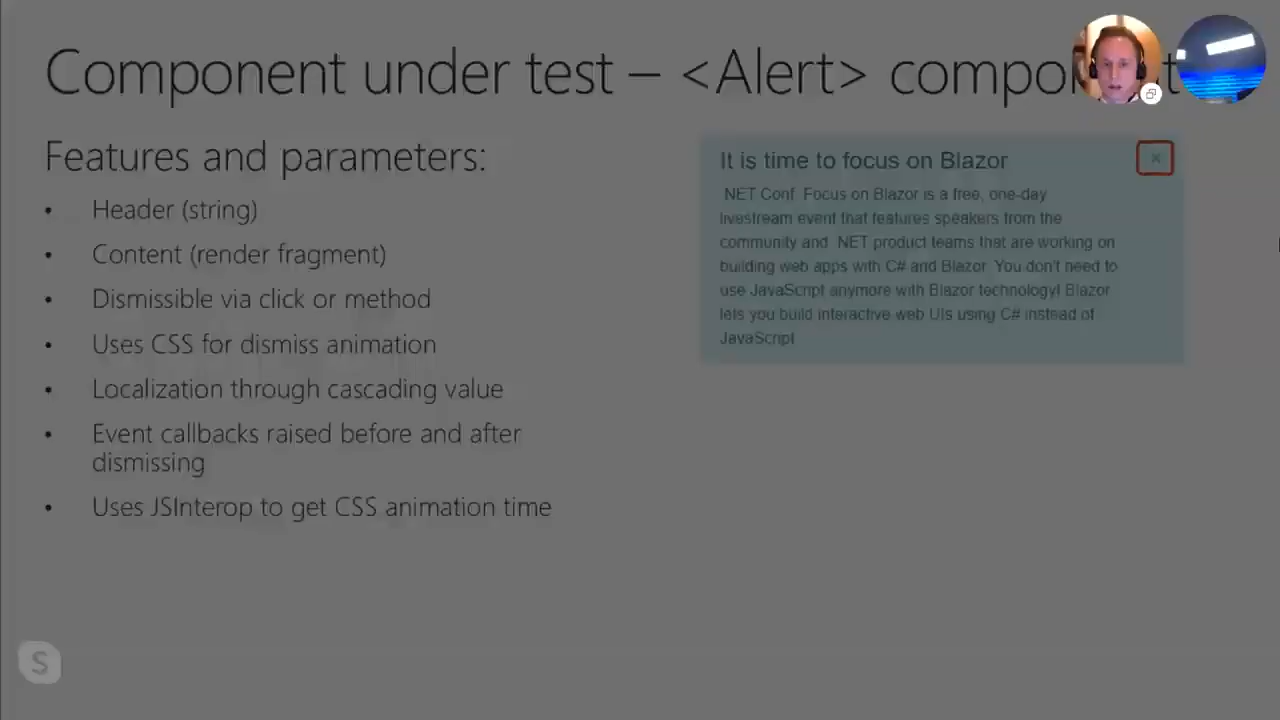 Component under test – <Alert> compo t
Features and parameters:
• Header (string)
• Content (render fragment)
• Dismissible via click or method
• Uses CSS for dismiss animation
• Localization through cascading value
• Event callbacks raised before and after
dismissing
• Uses JSInterop to get CSS animation time
It is time to focus on Blazor
×
.NET Conf: Focus on Blazor is a free, one-day
livestream event that features speakers from the
community and .NET product teams that are working on
building web apps with C# and Blazor. You don't need to
use JavaScript anymore with Blazor technology! Blazor
lets you build interactive web UIs using C# instead of
JavaScript.
S